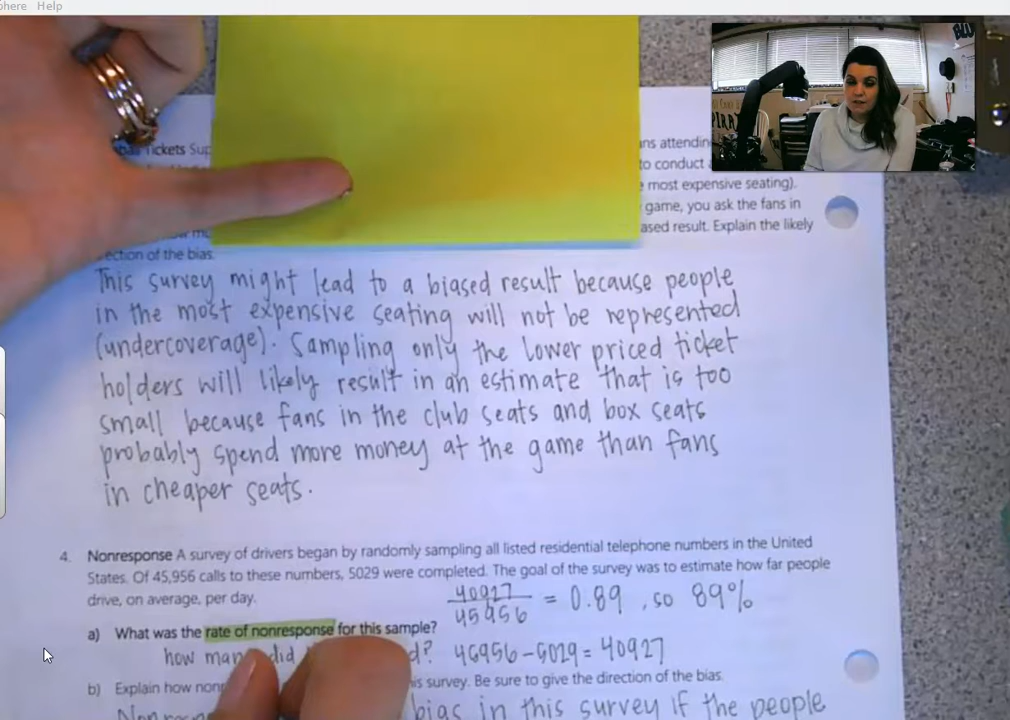 Help
Tickets Sup
ns attending
to conduct
most expensive seating).
game, you ask the fans in
ased result. Explain the likely
ection of the bias.
This survey might lead to a biased result because people
in the most expensive seating will not be represented
(undercoverage). Sampling only the lower priced ticket
holders will likely result in an estimate that is too
small because fans in the club seats and box seats
probably spend more money at the game than fans
in cheaper seats.
4. Nonresponse A survey of drivers began by randomly sampling all listed residential telephone numbers in the United
States. Of 45,956 calls to these numbers, 5029 were completed. The goal of the survey was to estimate how far people
drive, on average, per day.
40927
45956 = 0.89, so 89%
a) What was the rate of nonresponse for this sample?
how many did d? 45956-5029=40927
b) Explain how non is survey. Be sure to give the direction of the bias.
bias in this survey if the people